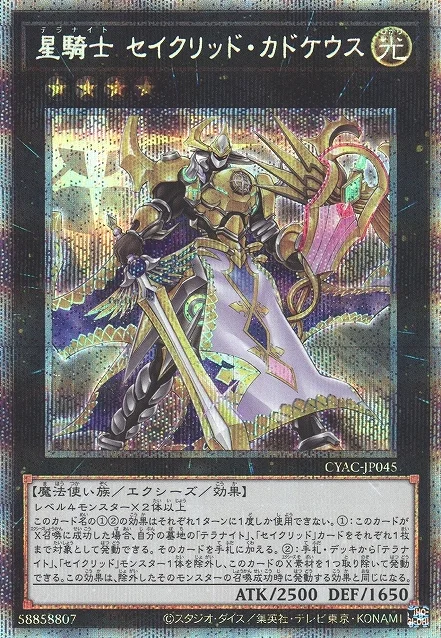 テラナイト
星騎士 セイクリッド・カドケウス
光
CYAC-JP045
【魔法使い族／エクシーズ／効果】
レベル4モンスター×2体以上
このカード名の①②の効果はそれぞれ1ターンに1度しか使用できない。①：このカードが
X召喚に成功した場合、自分の墓地の「テラナイト」、「セイクリッド」カードをそれぞれ1枚
まで対象として発動できる。そのカードを手札に加える。②：手札・デッキから「テラナイ
ト」、「セイクリッド」モンスター1体を除外し、このカードのX素材を1つ取り除いて発動
できる。この効果は、除外したそのモンスターの召喚成功時に発動する効果と同じになる。
ATK/2500 DEF/1650
58858807
©スタジオ・ダイス／集英社・テレビ東京・KONAMI